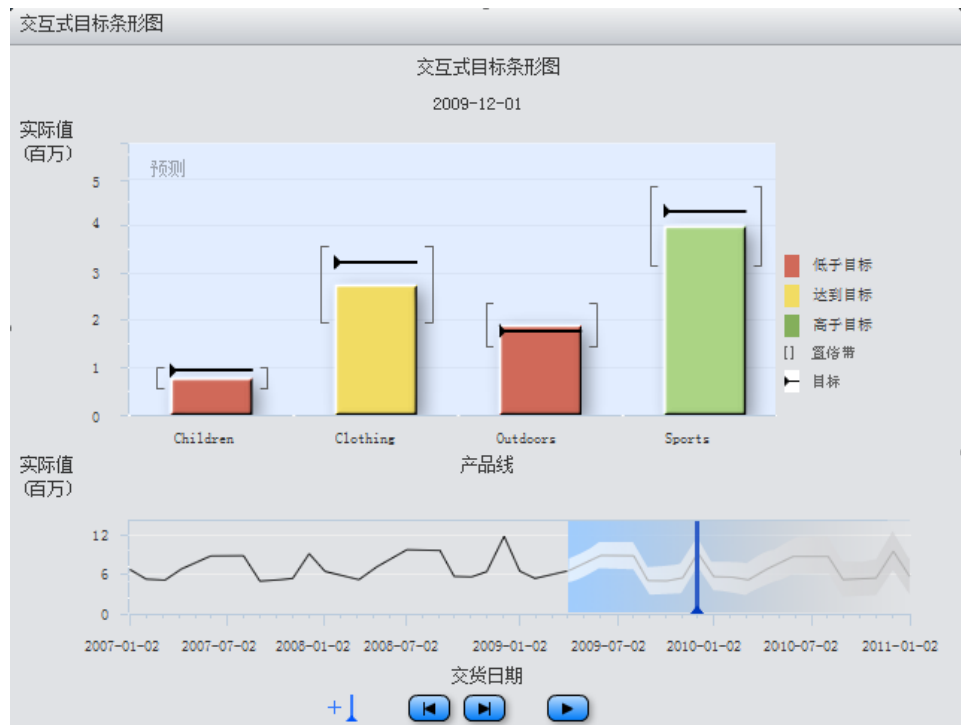 交互式目标条形图
交互式目标条形图
2009-12-01
实际值
(百万)
预测
5
4
3
2
1
0
低于目标
达到目标
高于目标
[] 置信带
目标
Children Clothing Outdoors Sports
产品线
实际值
(百万)
12
6
0
2007-01-02 2007-07-02 2008-01-02 2008-07-02 2009-01-02 2009-07-02 2010-01-02 2010-07-02 2011-01-02
交货日期